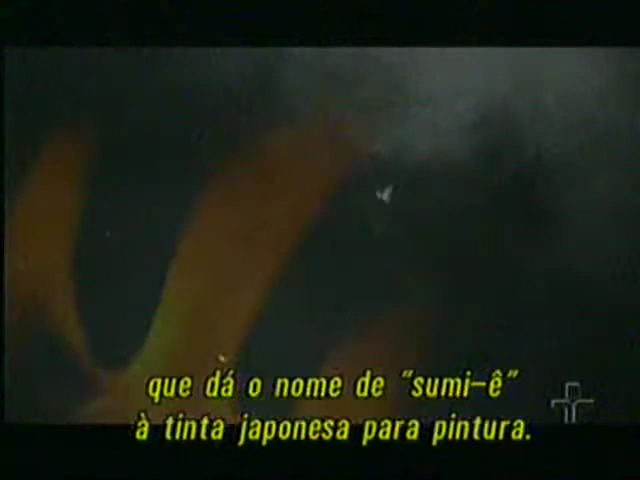 que dá o nome de "sumi-ê"
à tinta japonesa para pintura.